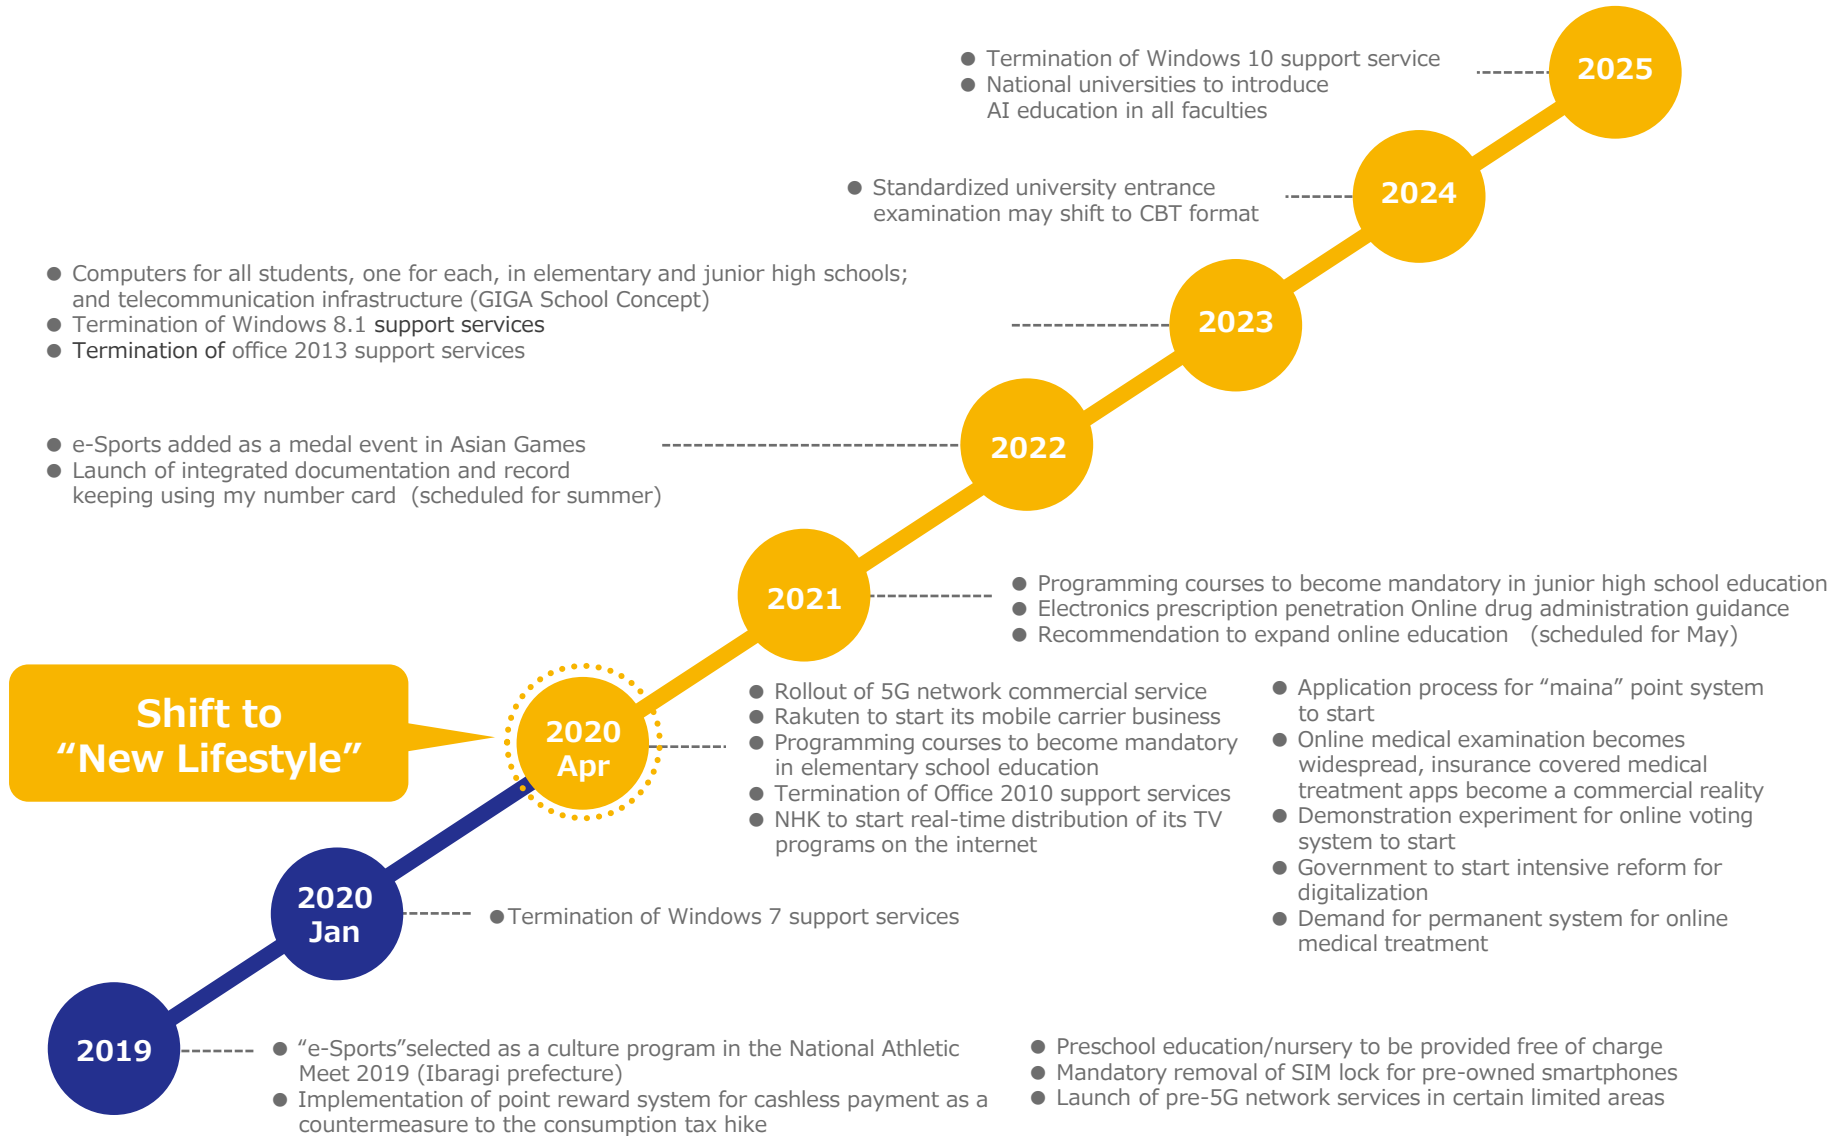 2025
● Termination of Windows 10 support service
● National universities to introduce
AI education in all faculties
2024
● Standardized university entrance
examination may shift to CBT format
2023
● Computers for all students, one for each, in elementary and junior high schools;
and telecommunication infrastructure (GIGA School Concept)
● Termination of Windows 8.1 support services
● Termination of office 2013 support services
2022
● e-Sports added as a medal event in Asian Games
● Launch of integrated documentation and record
keeping using my number card (scheduled for summer)
2021
● Programming courses to become mandatory in junior high school education
● Electronics prescription penetration Online drug administration guidance
● Recommendation to expand online education (scheduled for May)
Shift to
“New Lifestyle”
2020
Apr
● Rollout of 5G network commercial service
● Rakuten to start its mobile carrier business
● Programming courses to become mandatory
in elementary school education
● Termination of Office 2010 support services
● NHK to start real-time distribution of its TV
programs on the internet
● Application process for “maina” point system
to start
● Online medical examination becomes
widespread, insurance covered medical
treatment apps become a commercial reality
● Demonstration experiment for online voting
system to start
● Government to start intensive reform for
digitalization
● Demand for permanent system for online
medical treatment
2020
Jan
● Termination of Windows 7 support services
2019
● “e-Sports”selected as a culture program in the National Athletic
Meet 2019 (Ibaragi prefecture)
● Implementation of point reward system for cashless payment as a
countermeasure to the consumption tax hike
● Preschool education/nursery to be provided free of charge
● Mandatory removal of SIM lock for pre-owned smartphones
● Launch of pre-5G network services in certain limited areas